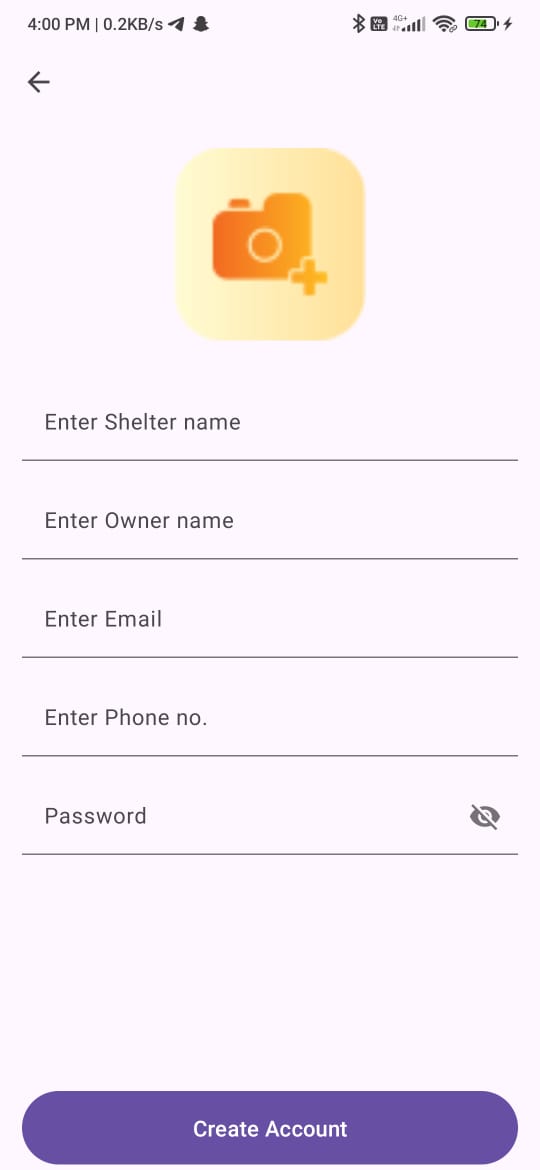 4:00 PM | 0.2KB/s
Vo LTE 4G+ 74
Enter Shelter name
Enter Owner name
Enter Email
Enter Phone no.
Password
Create Account